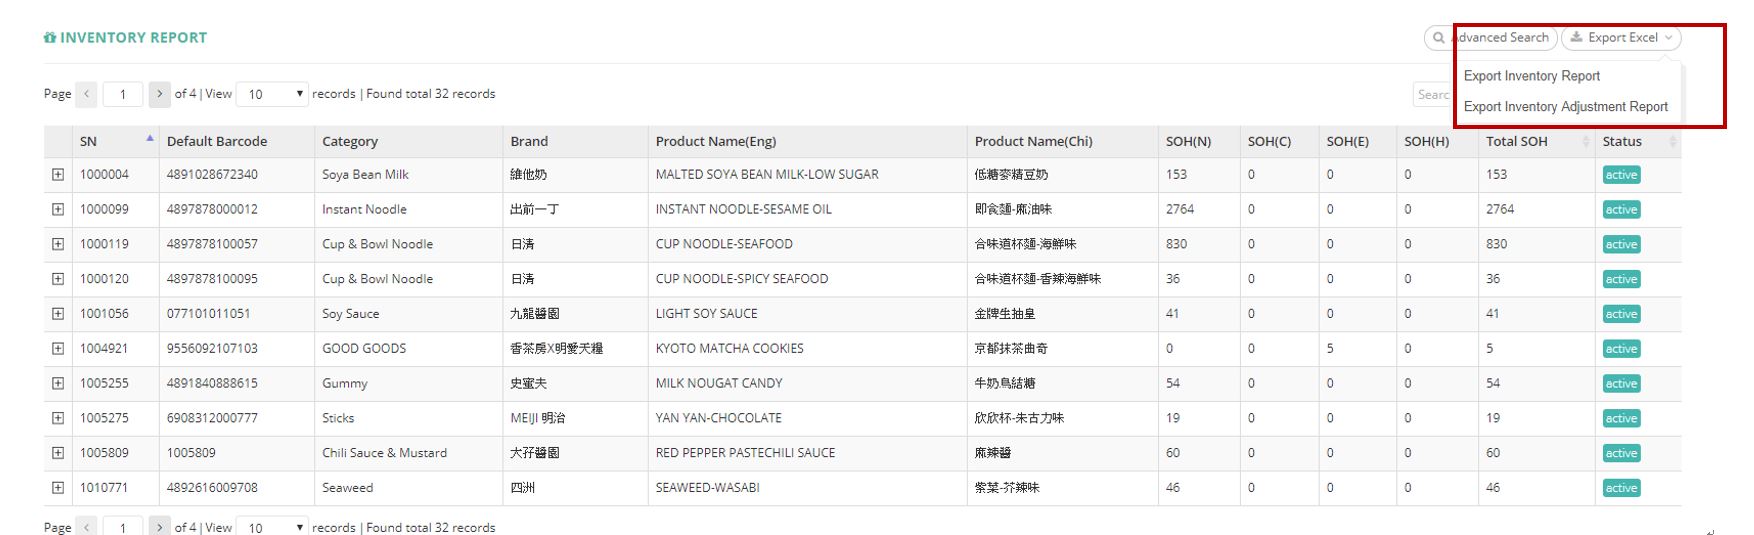 INVENTORY REPORT
Advanced Search Export Excel
Export Inventory Report
Export Inventory Adjustment Report
Page < 1 > of 4 | View 10 records | Found total 32 records
Searc
SN Default Barcode Category Brand Product Name(Eng) Product Name(Chi) SOH(N) SOH(C) SOH(E) SOH(H) Total SOH Status
1000004 4891028672340 Soya Bean Milk 維他奶 MALTED SOYA BEAN MILK-LOW SUGAR 低糖麥精豆奶 153 0 0 0 153 active
1000099 4897878000012 Instant Noodle 出前一丁 INSTANT NOODLE-SESAME OIL 即食麵-麻油味 2764 0 0 0 2764 active
1000119 4897878100057 Cup & Bowl Noodle 日清 CUP NOODLE-SEAFOOD 合味道杯麵-海鮮味 830 0 0 0 830 active
1000120 4897878100095 Cup & Bowl Noodle 日清 CUP NOODLE-SPICY SEAFOOD 合味道杯麵-香辣海鮮味 36 0 0 0 36 active
1001056 077101011051 Soy Sauce 九龍醬園 LIGHT SOY SAUCE 金牌生抽皇 41 0 0 0 41 active
1004921 9556092107103 GOOD GOODS 香茶房X明愛天糧 KYOTO MATCHA COOKIES 京都抹茶曲奇 0 0 5 0 5 active
1005255 4891840888615 Gummy 史蜜夫 MILK NOUGAT CANDY 牛奶鳥結糖 54 0 0 0 54 active
1005275 6908312000777 Sticks MEIJI 明治 YAN YAN-CHOCOLATE 欣欣杯-朱古力味 19 0 0 0 19 active
1005809 1005809 Chili Sauce & Mustard 大孖醬園 RED PEPPER PASTECHILI SAUCE 麻辣醬 60 0 0 0 60 active
1010771 4892616009708 Seaweed 四洲 SEAWEED-WASABI 紫菜-芥辣味 46 0 0 0 46 active
Page < 1 > of 4 | View 10 records | Found total 32 records